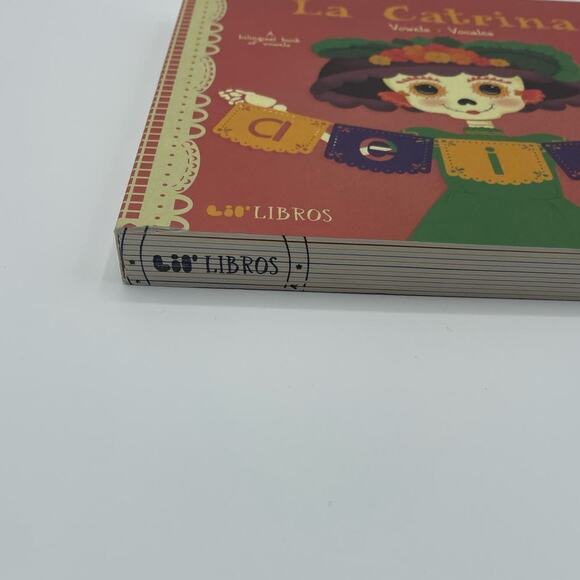 La Catrina
Vowels · Vocales
A
bilingual book
of vowels
a e i
Lil' LIBROS
Lil' LIBROS